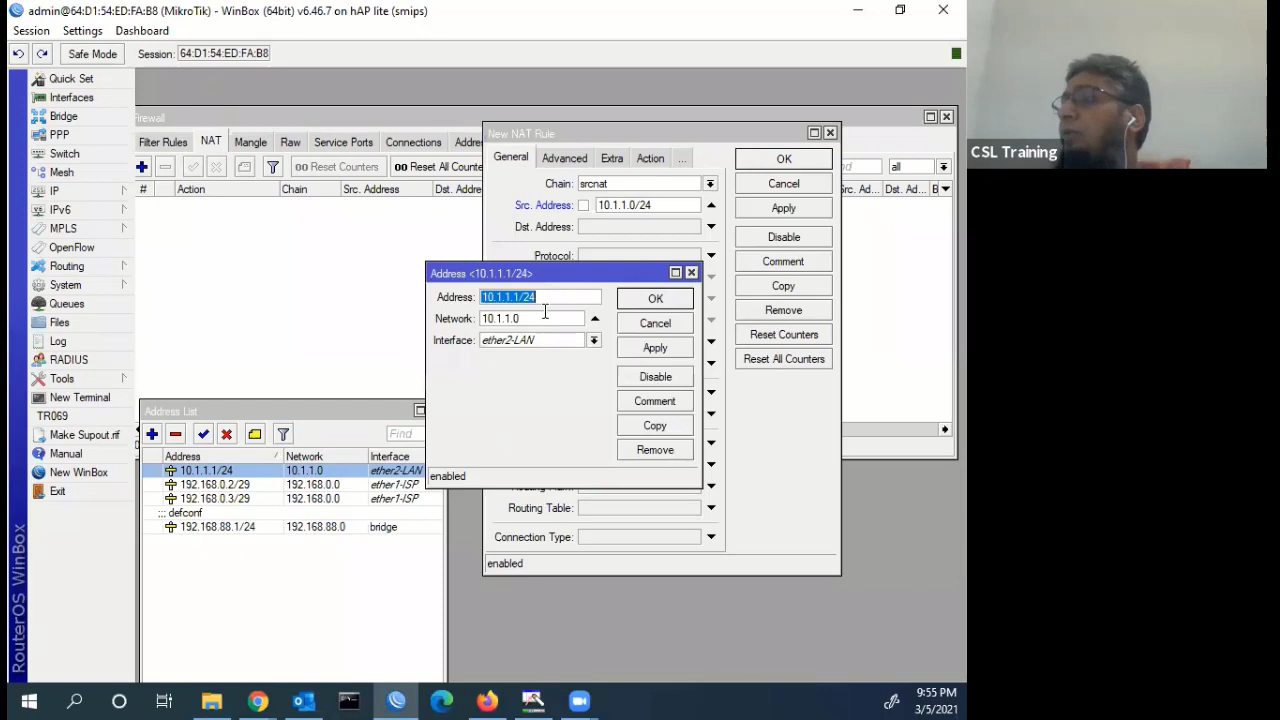 admin@64:D1:54:ED:FA:B8 (MikroTik) - WinBox (64bit) v6.46.7 on hAP lite (smips)
Session Settings Dashboard
Safe Mode Session: 64:D1:54:ED:FA:B8
Quick Set
Interfaces
Bridge
PPP
Switch
Mesh
IP
IPv6
MPLS
OpenFlow
Routing
System
Queues
Files
Log
RADIUS
Tools
New Terminal
TR069
Make Supout.rif
Manual
New WinBox
Exit
RouterOS WinBox
Firewall
Filter Rules NAT Mangle Raw Service Ports Connections Addre
Reset Counters Reset All Counte
find all
# Action Chain Src. Address Dst. Addre
Src. Ad... Dst. Ad... B
New NAT Rule
General Advanced Extra Action ...
Chain: srcnat
Src. Address: 10.1.1.0/24
Dst. Address:
Protocol:
Routing Table:
Connection Type:
enabled
OK
Cancel
Apply
Disable
Comment
Copy
Remove
Reset Counters
Reset All Counters
Address <10.1.1.1/24>
Address: 10.1.1.1/24
Network: 10.1.1.0
Interface: ether2-LAN
OK
Cancel
Apply
Disable
Comment
Copy
Remove
enabled
Address List
Find
Address Network Interface
10.1.1.1/24 10.1.1.0 ether2-LAN
192.168.0.2/29 192.168.0.0 ether1-ISP
192.168.0.3/29 192.168.0.0 ether1-ISP
::: defconf
192.168.88.1/24 192.168.88.0 bridge
CSL Training
9:55 PM
3/5/2021